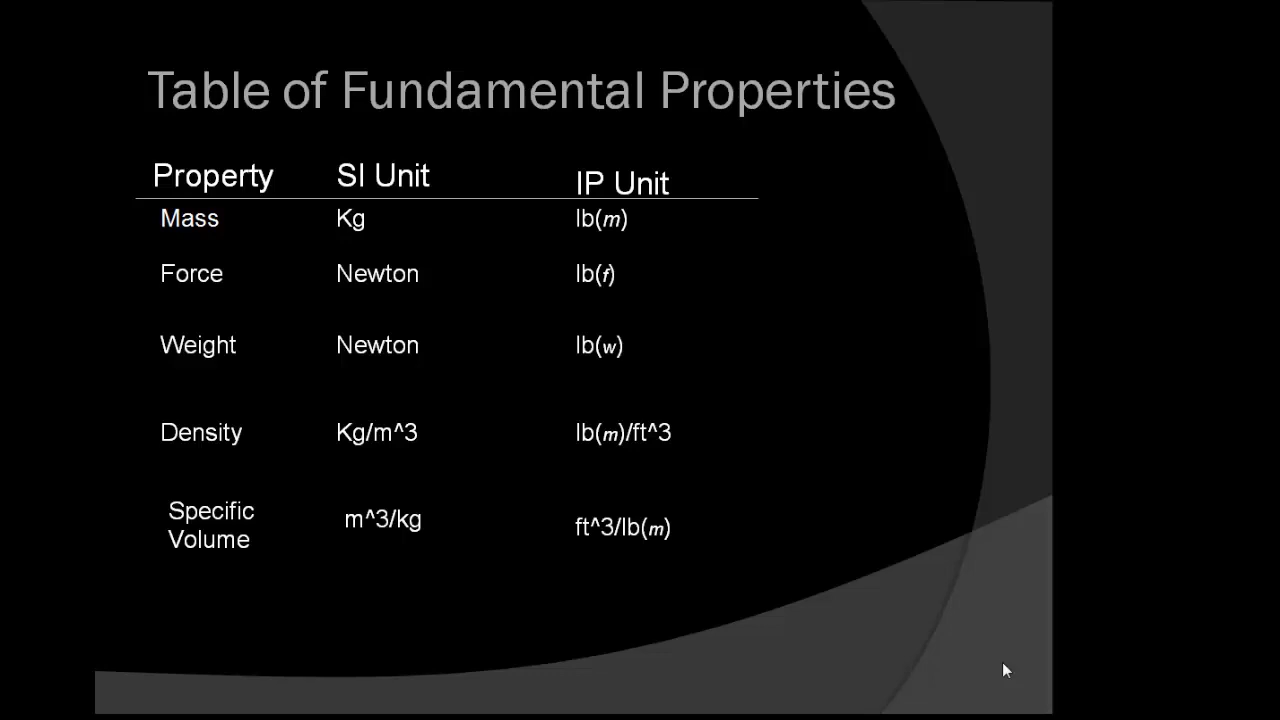 Table of Fundamental Properties
Property SI Unit IP Unit
Mass Kg lb(m)
Force Newton lb(f)
Weight Newton lb(w)
Density Kg/m^3 lb(m)/ft^3
Specific
Volume m^3/kg ft^3/lb(m)